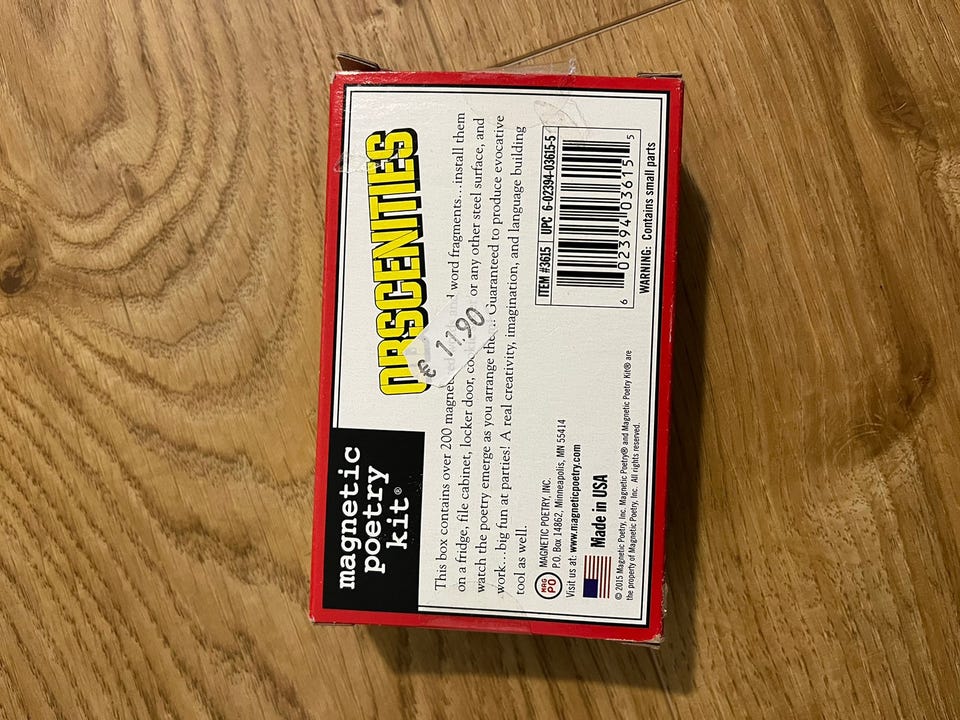 magnetic
poetry
kit®
OBSCENITIES
€ 11.90
This box contains over 200 magnet and word fragments...install them
on a fridge, file cabinet, locker door, or any other steel surface, and
watch the poetry emerge as you arrange them! Guaranteed to produce evocative
work...big fun at parties! A real creativity, imagination, and language building
tool as well.
MAG
PO
MAGNETIC POETRY, INC.
P.O. Box 14862, Minneapolis, MN 55414
Visit us at: www.magneticpoetry.com
Made in USA
© 2015 Magnetic Poetry, Inc. Magnetic Poetry® and Magnetic Poetry Kit® are
the property of Magnetic Poetry, Inc. All rights reserved.
ITEM #3615 UPC 6-02394-03615-5
6 02394 03615 5
WARNING: Contains small parts